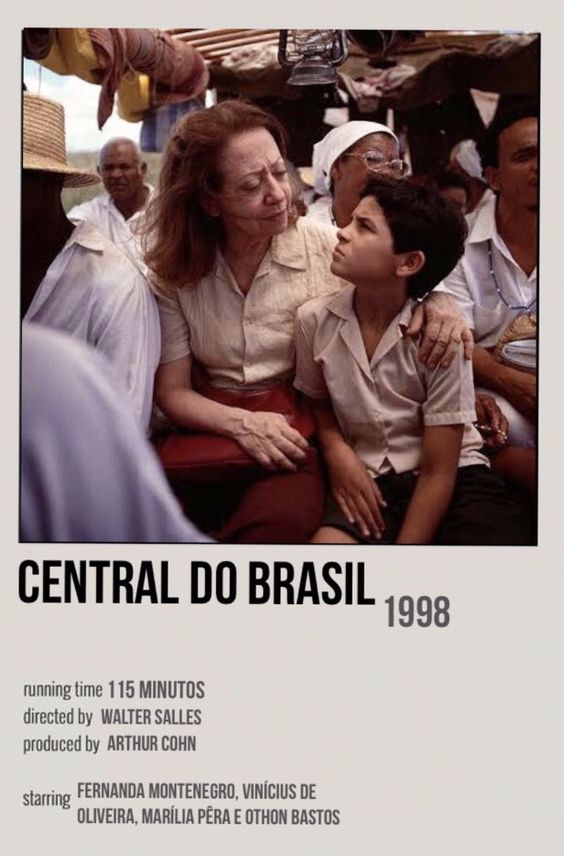 CENTRAL DO BRASIL 1998
running time 115 MINUTOS
directed by WALTER SALLES
produced by ARTHUR COHN
starring FERNANDA MONTENEGRO, VINÍCIUS DE
OLIVEIRA, MARÍLIA PÊRA E OTHON BASTOS